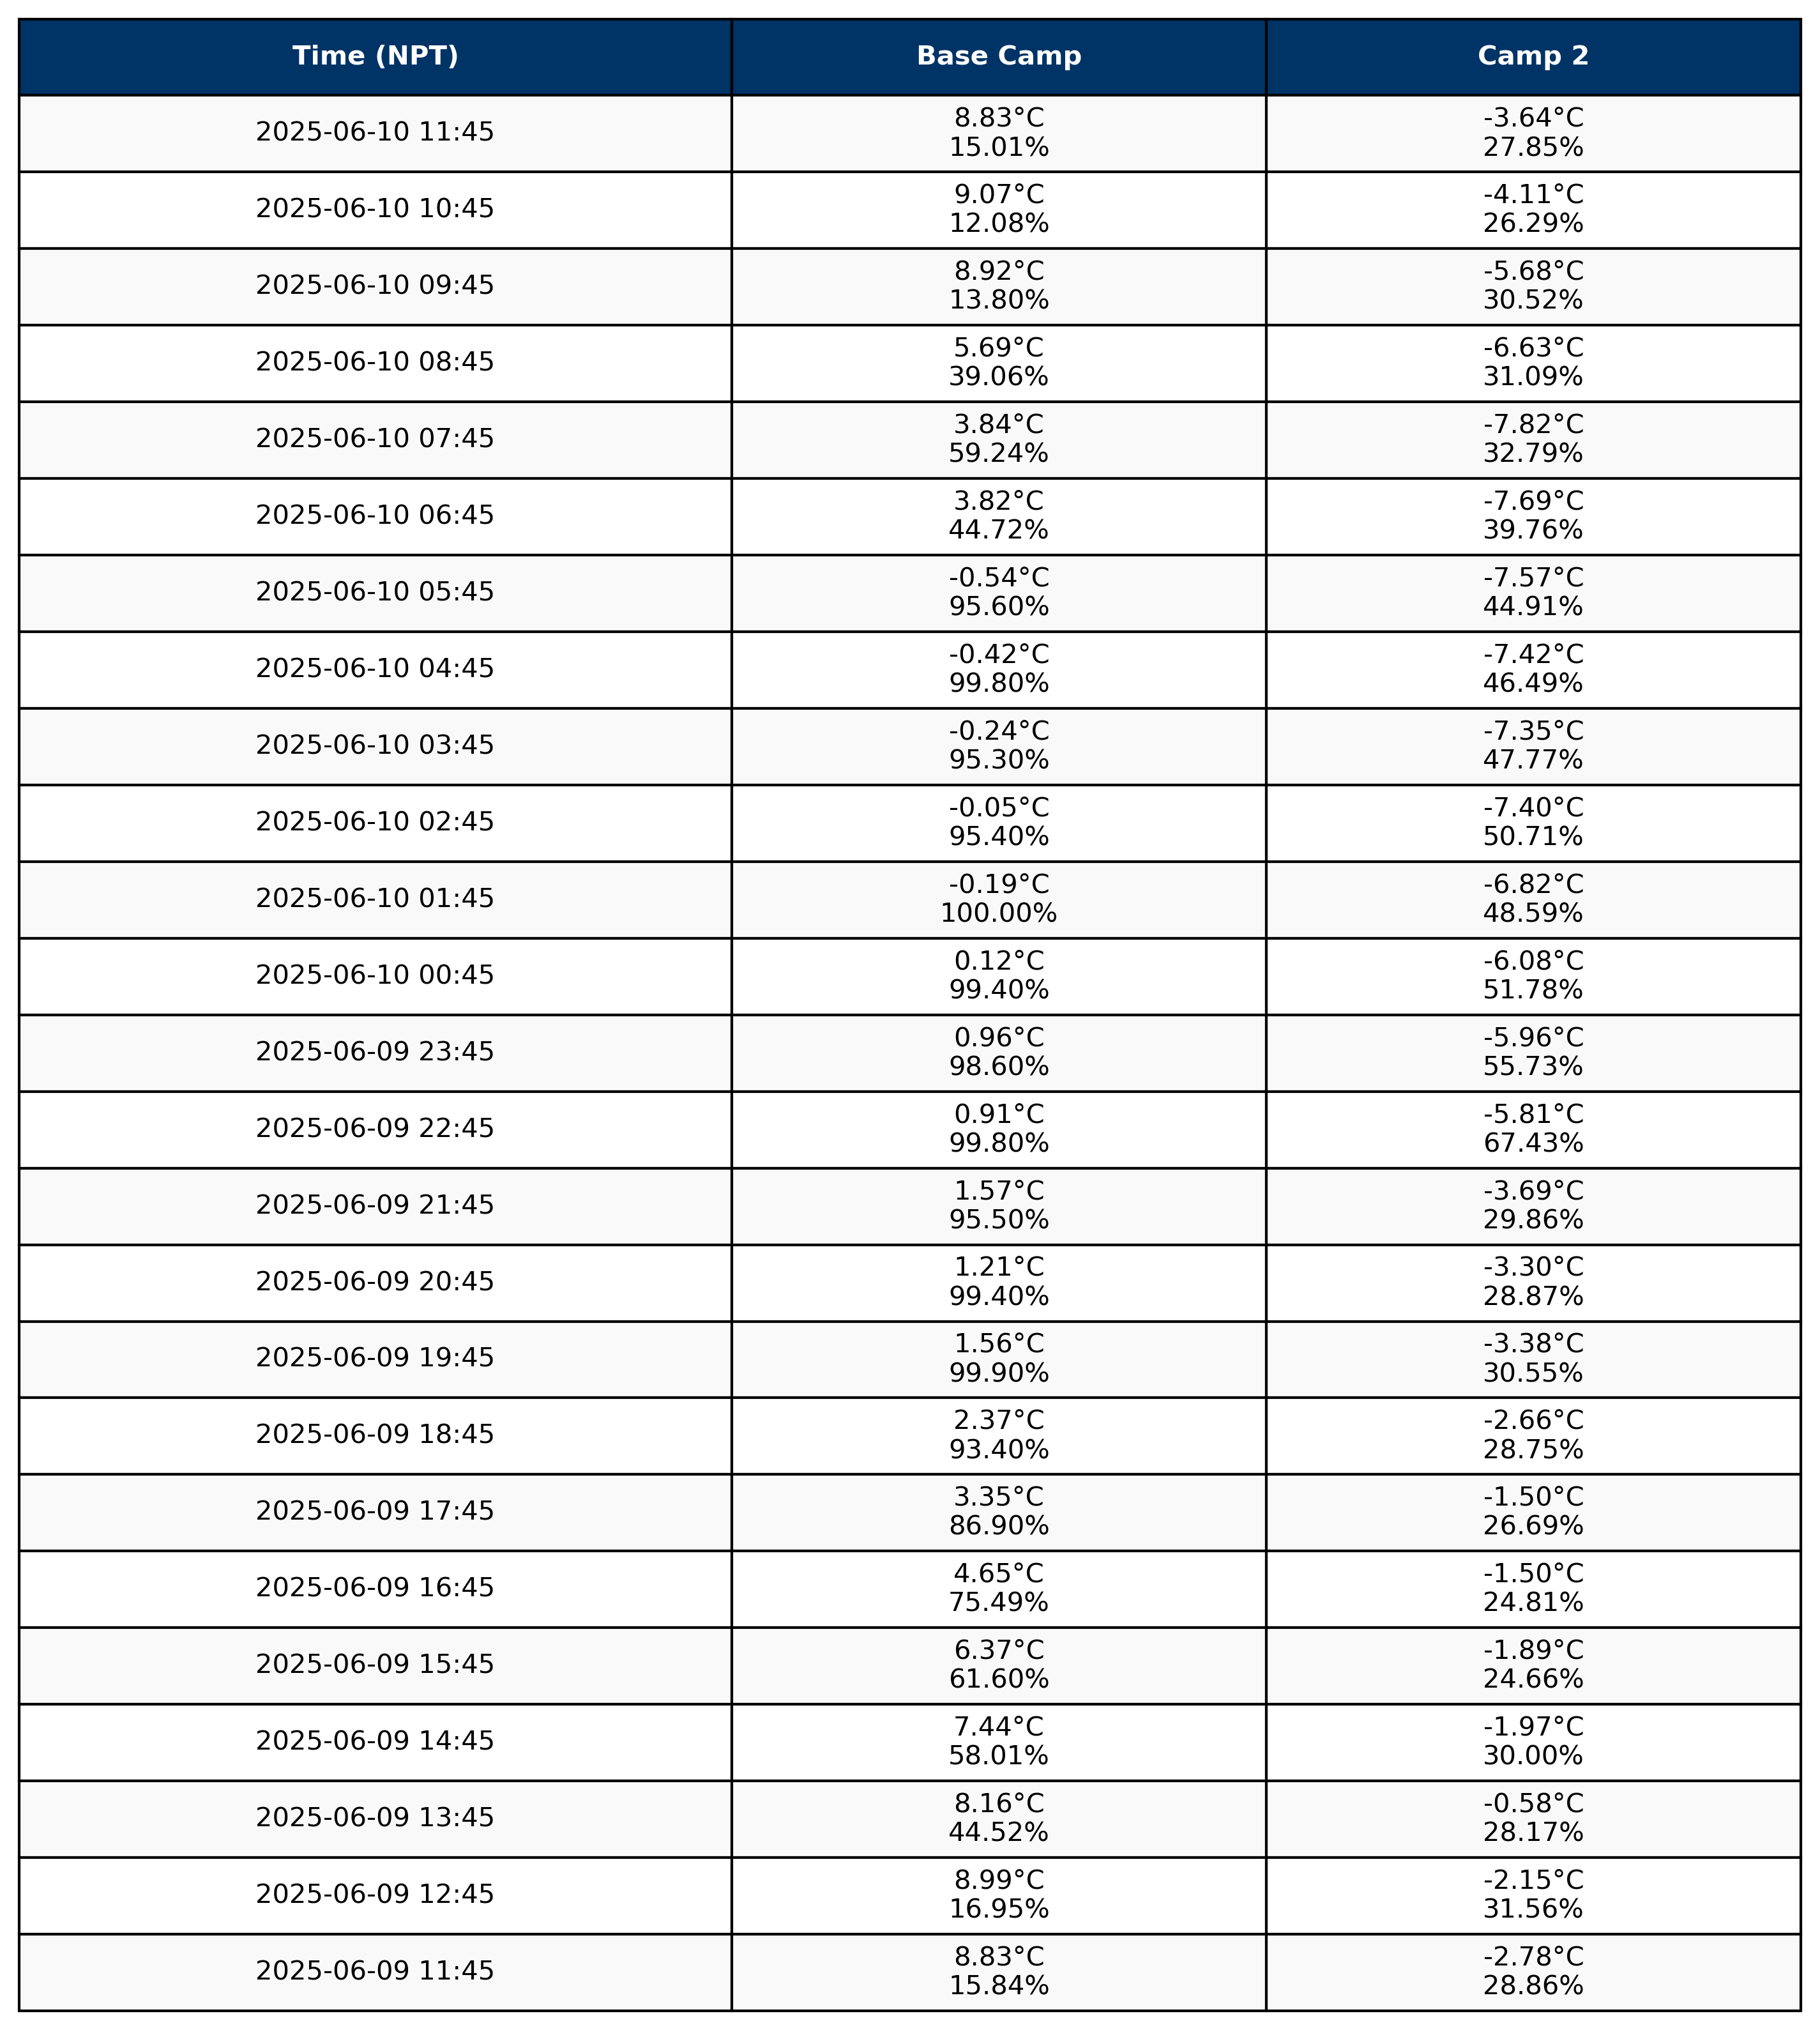 Time (NPT) Base Camp Camp 2
2025-06-10 11:45 8.83°C -3.64°C
15.01% 27.85%
2025-06-10 10:45 9.07°C -4.11°C
12.08% 26.29%
2025-06-10 09:45 8.92°C -5.68°C
13.80% 30.52%
2025-06-10 08:45 5.69°C -6.63°C
39.06% 31.09%
2025-06-10 07:45 3.84°C -7.82°C
59.24% 32.79%
2025-06-10 06:45 3.82°C -7.69°C
44.72% 39.76%
2025-06-10 05:45 -0.54°C -7.57°C
95.60% 44.91%
2025-06-10 04:45 -0.42°C -7.42°C
99.80% 46.49%
2025-06-10 03:45 -0.24°C -7.35°C
95.30% 47.77%
2025-06-10 02:45 -0.05°C -7.40°C
95.40% 50.71%
2025-06-10 01:45 -0.19°C -6.82°C
100.00% 48.59%
2025-06-10 00:45 0.12°C -6.08°C
99.40% 51.78%
2025-06-09 23:45 0.96°C -5.96°C
98.60% 55.73%
2025-06-09 22:45 0.91°C -5.81°C
99.80% 67.43%
2025-06-09 21:45 1.57°C -3.69°C
95.50% 29.86%
2025-06-09 20:45 1.21°C -3.30°C
99.40% 28.87%
2025-06-09 19:45 1.56°C -3.38°C
99.90% 30.55%
2025-06-09 18:45 2.37°C -2.66°C
93.40% 28.75%
2025-06-09 17:45 3.35°C -1.50°C
86.90% 26.69%
2025-06-09 16:45 4.65°C -1.50°C
75.49% 24.81%
2025-06-09 15:45 6.37°C -1.89°C
61.60% 24.66%
2025-06-09 14:45 7.44°C -1.97°C
58.01% 30.00%
2025-06-09 13:45 8.16°C -0.58°C
44.52% 28.17%
2025-06-09 12:45 8.99°C -2.15°C
16.95% 31.56%
2025-06-09 11:45 8.83°C -2.78°C
15.84% 28.86%